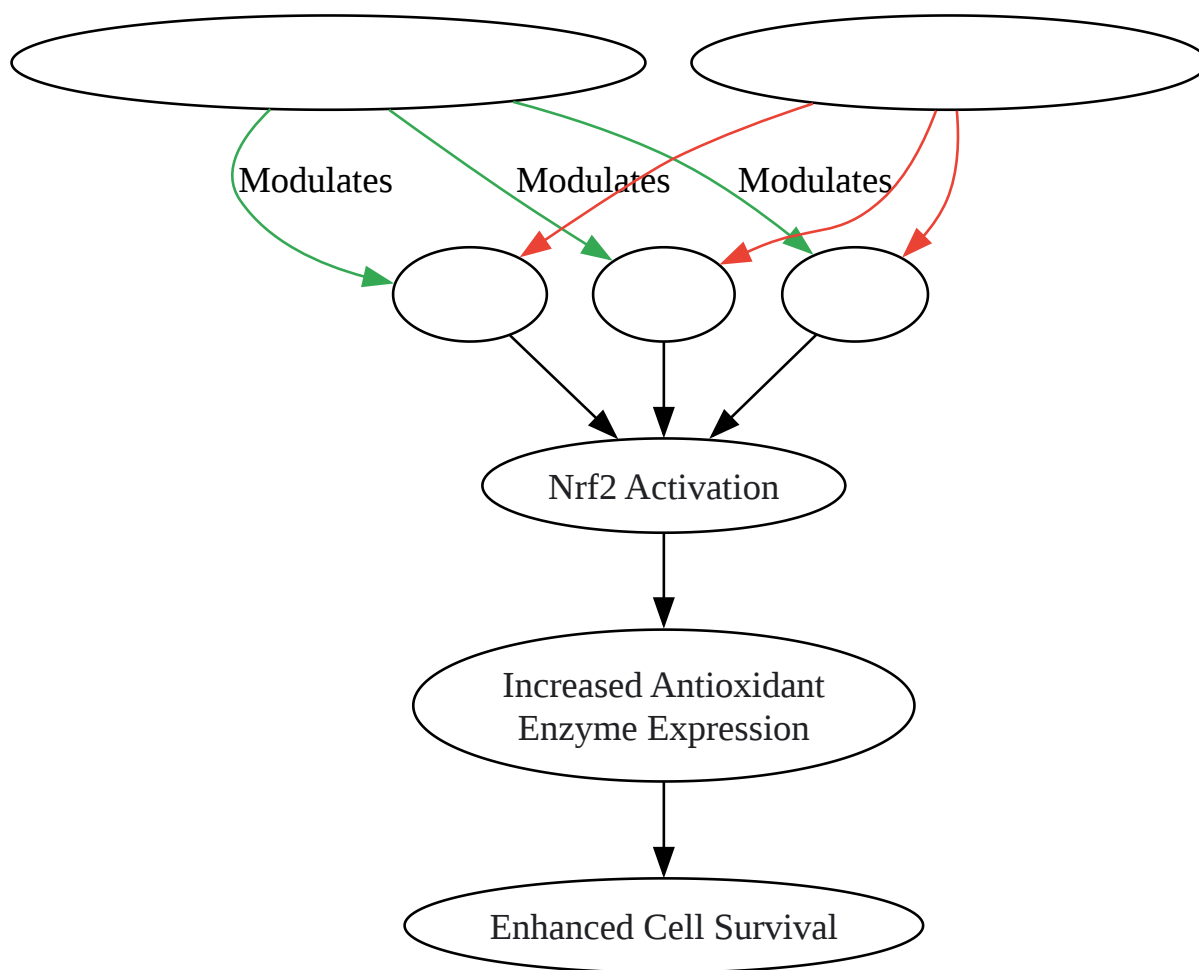 Modulates
Modulates
Modulates
Nrf2 Activation
Increased Antioxidant
Enzyme Expression
Enhanced Cell Survival